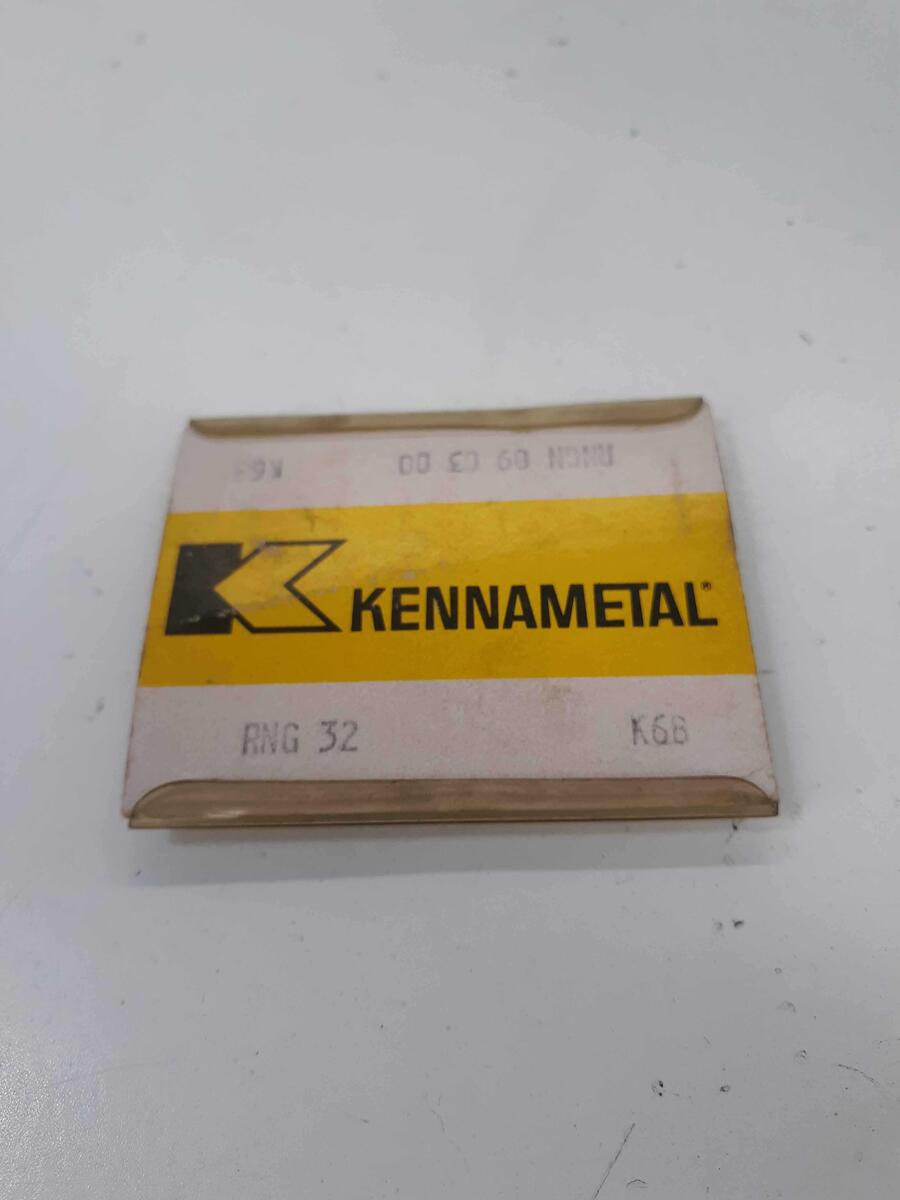 RNGN 09 03 00 K68
KENNAMETAL®
RNG 32 K68